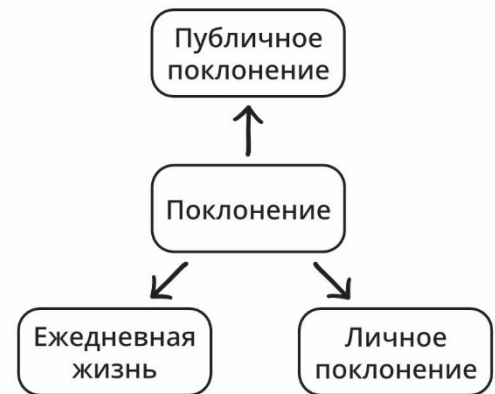 Публичное
поклонение
Поклонение
Ежедневная
жизнь
Личное
поклонение